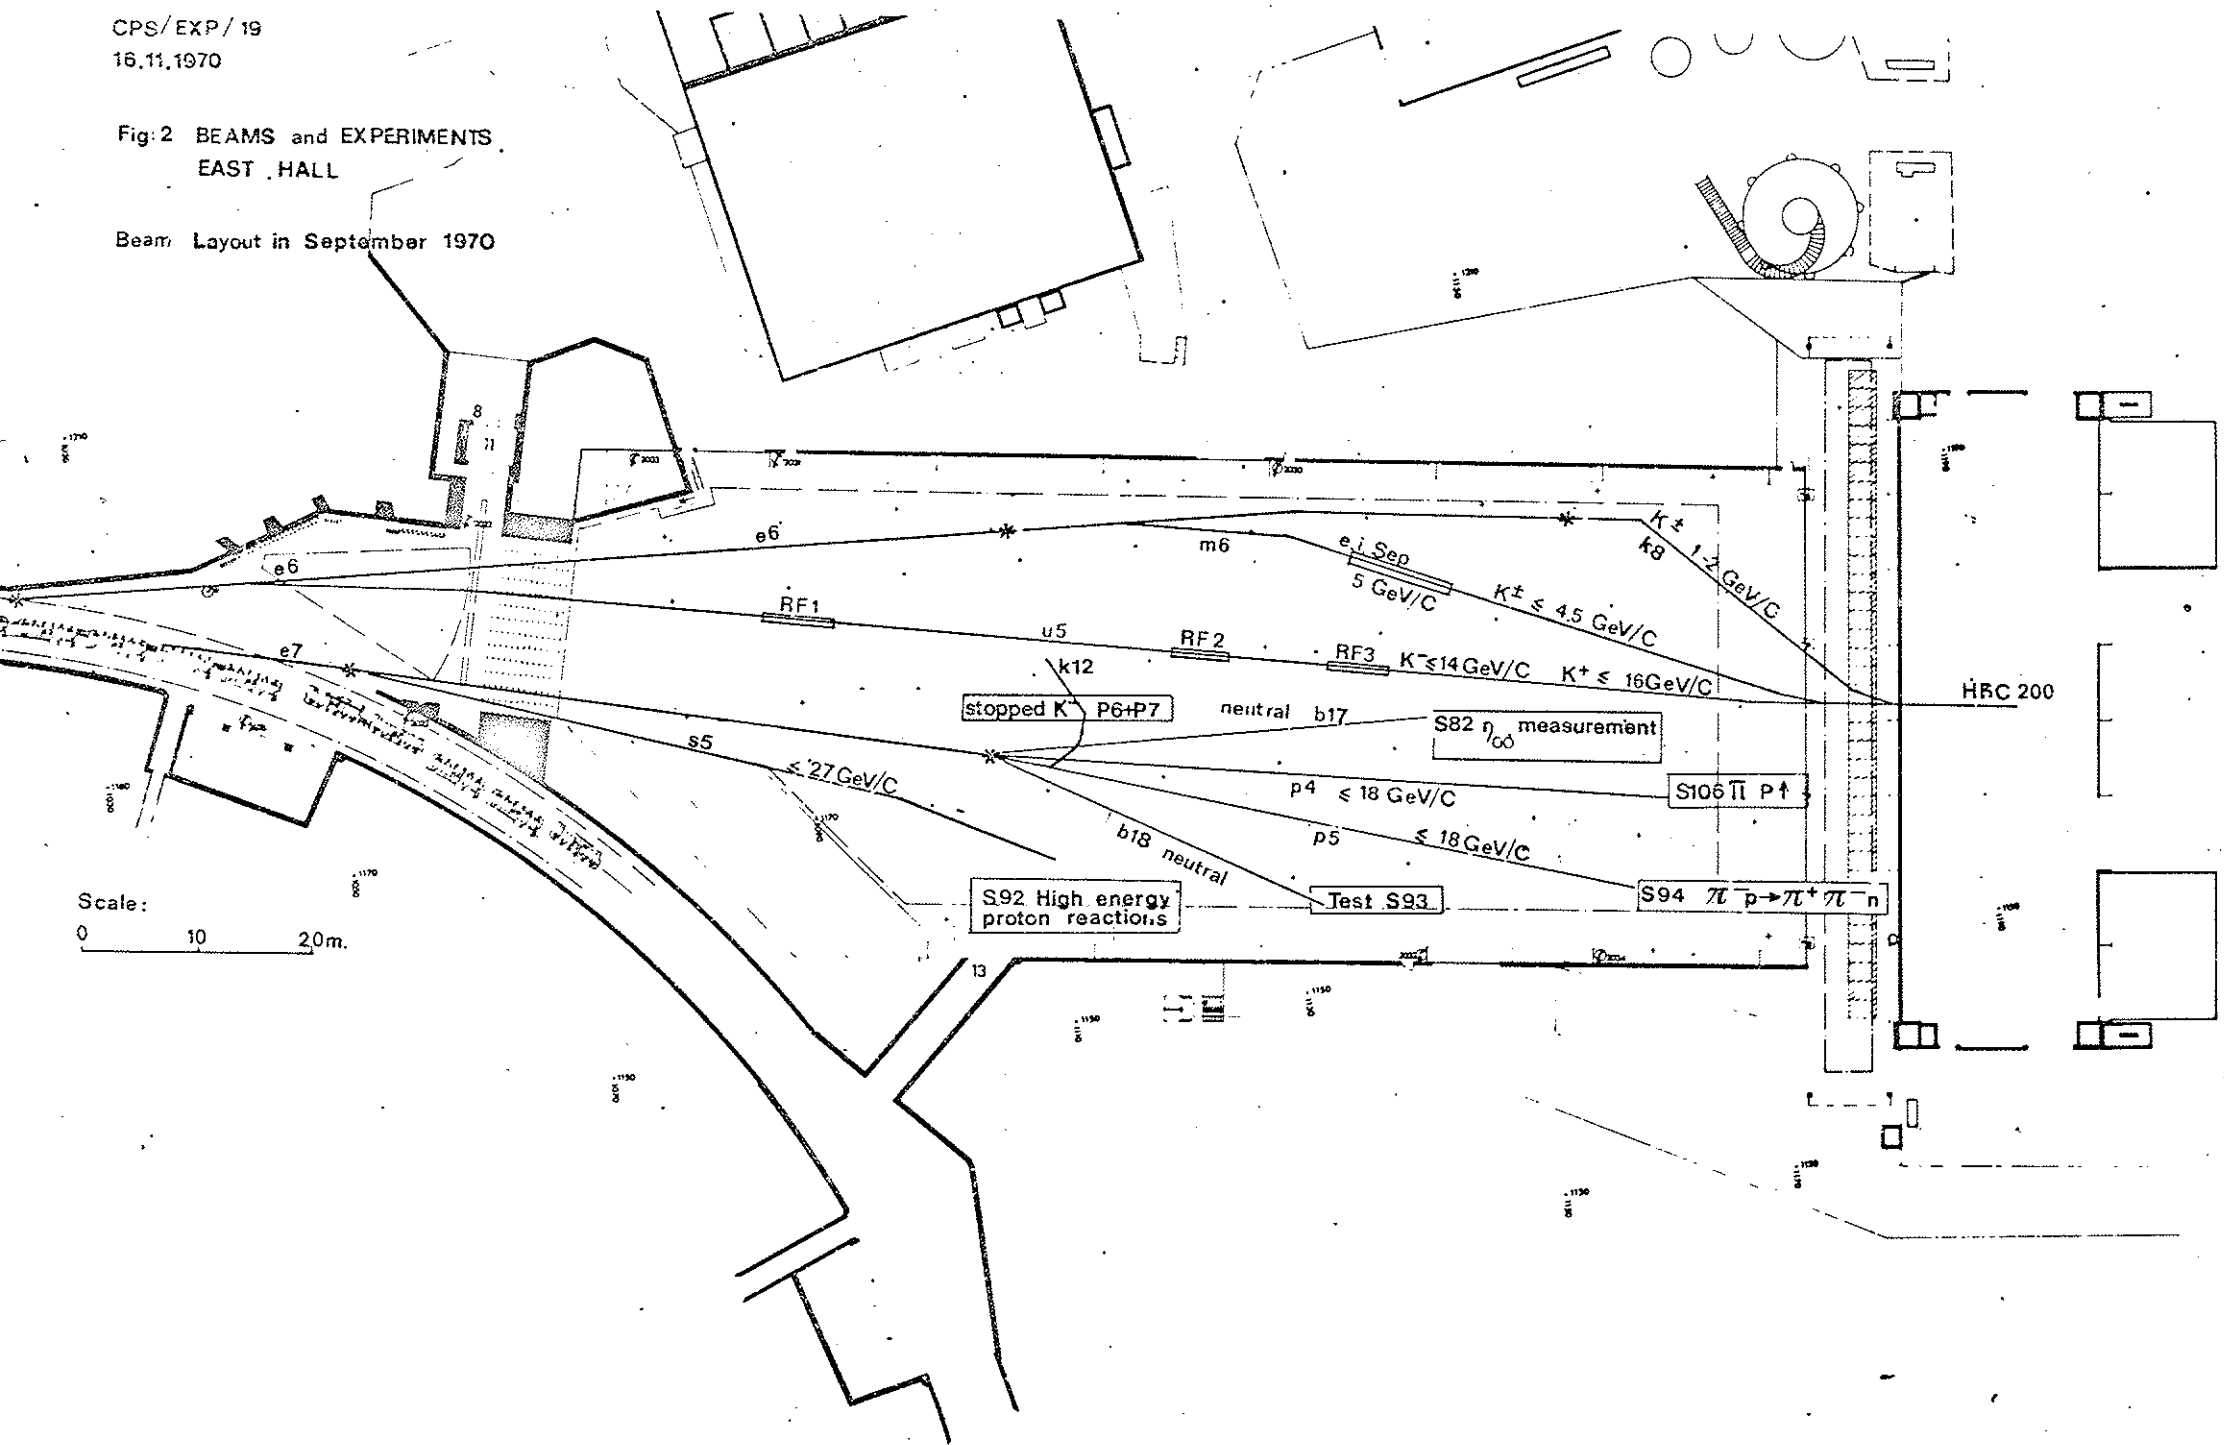 CPS/EXP/19
16.11.1970
Fig:2 BEAMS and EXPERIMENTS
EAST HALL
Beam Layout in September 1970
8
e6
e6
m6
e.i Sep
5 GeV/C
K± 1-2 GeV/C
k8
K± ≤ 4.5 GeV/C
RF1
u5
RF2
RF3
K⁻≤14GeV/C
K⁺ ≤ 16GeV/C
HBC 200
e7
k12
stopped K⁻ P6+P7
neutral b17
S82 η₀₀ measurement
s5
≤ 27 GeV/C
p4 ≤ 18 GeV/C
S106 Π P↑
p5 ≤ 18 GeV/C
b18 neutral
S92 High energy
proton reactions
Test S93
S94 π⁻p→π⁺π⁻n
Scale:
0 10 20m.
13